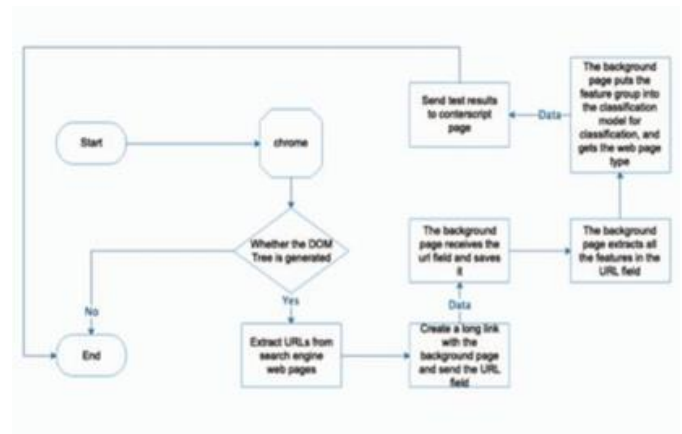 Start
chrome
Whether the DOM
Tree is generated
No
End
Yes
Extract URLs from
search engine
web pages
Create a long link
with the
background page
and send the URL
field
Data
The background
page receives the
url field and saves
it
The background
page extracts all
the features in the
URL field
The background
page puts the
feature group into
the classification
model for
classification, and
gets the web page
type
Data
Send test results
to conterscript
page